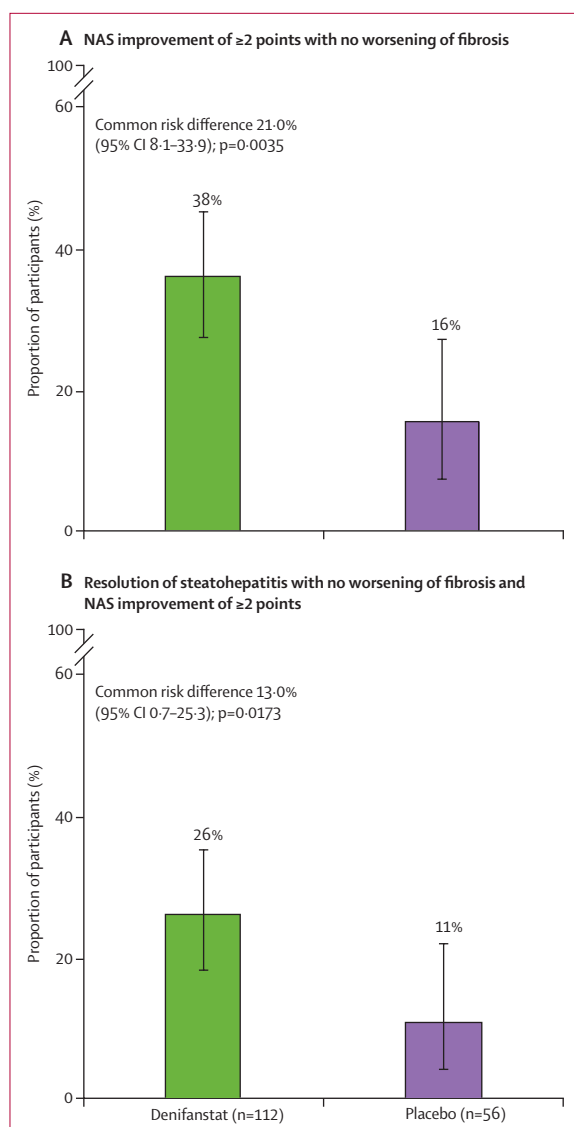 A NAS improvement of ≥2 points with no worsening of fibrosis
100
60
Common risk difference 21·0%
(95% CI 8·1–33·9); p=0·0035
38%
40
16%
Proportion of participants (%)
20
0
B Resolution of steatohepatitis with no worsening of fibrosis and
NAS improvement of ≥2 points
100
60
Common risk difference 13·0%
(95% CI 0·7–25·3); p=0·0173
40
26%
11%
Proportion of participants (%)
20
0
Denifanstat (n=112)
Placebo (n=56)